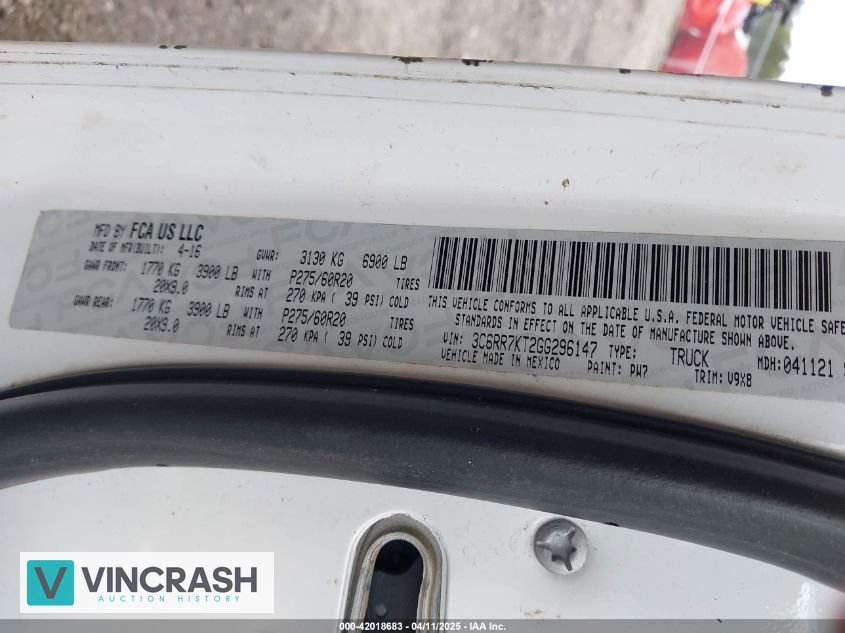 MFD BY FCA US LLC
DATE OF MFR(BUILT): 4-16 GVWR: 3130 KG 6900 LB
GAWR FRONT: 1770 KG 3900 LB WITH P275/60R20 TIRES
20X9.0 RIMS AT 270 KPA ( 39 PSI) COLD
GAWR REAR: 1770 KG 3900 LB WITH P275/60R20 TIRES
20X9.0 RIMS AT 270 KPA ( 39 PSI) COLD
THIS VEHICLE CONFORMS TO ALL APPLICABLE U.S.A. FEDERAL MOTOR VEHICLE SAFE
STANDARDS IN EFFECT ON THE DATE OF MANUFACTURE SHOWN ABOVE.
VIN: 3C6RR7KT2GG296147 TYPE: TRUCK MDH:041121
VEHICLE MADE IN MEXICO PAINT: PW7 TRIM: V9X8
VINCRASH
AUCTION HISTORY
000-42018683 - 04/11/2025 - IAA Inc.